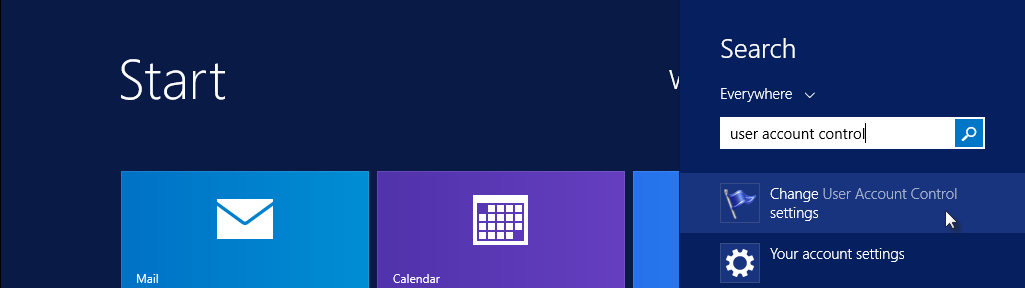 Start
W
Search
Everywhere
user account control
Change User Account Control
settings
Your account settings
Mail
Calendar